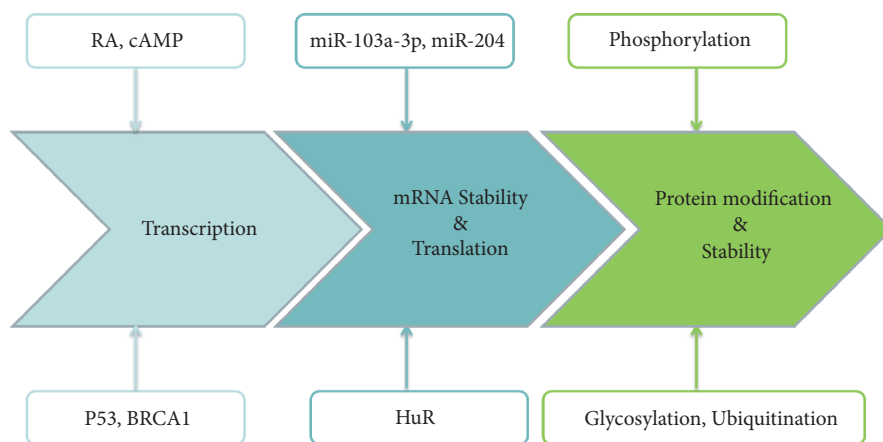 RA, cAMP
miR-103a-3p, miR-204
Phosphorylation
Transcription
mRNA Stability
&
Translation
Protein modification
&
Stability
P53, BRCA1
HuR
Glycosylation, Ubiquitination